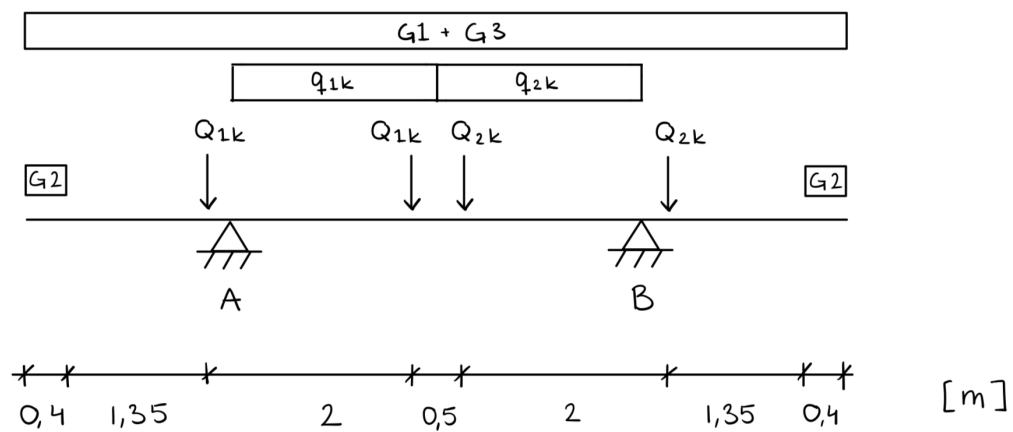 G1 + G3
q1k q2k
Q1k Q1k Q2k Q2k
G2 G2
A B
0,4 1,35 2 0,5 2 1,35 0,4 [m]